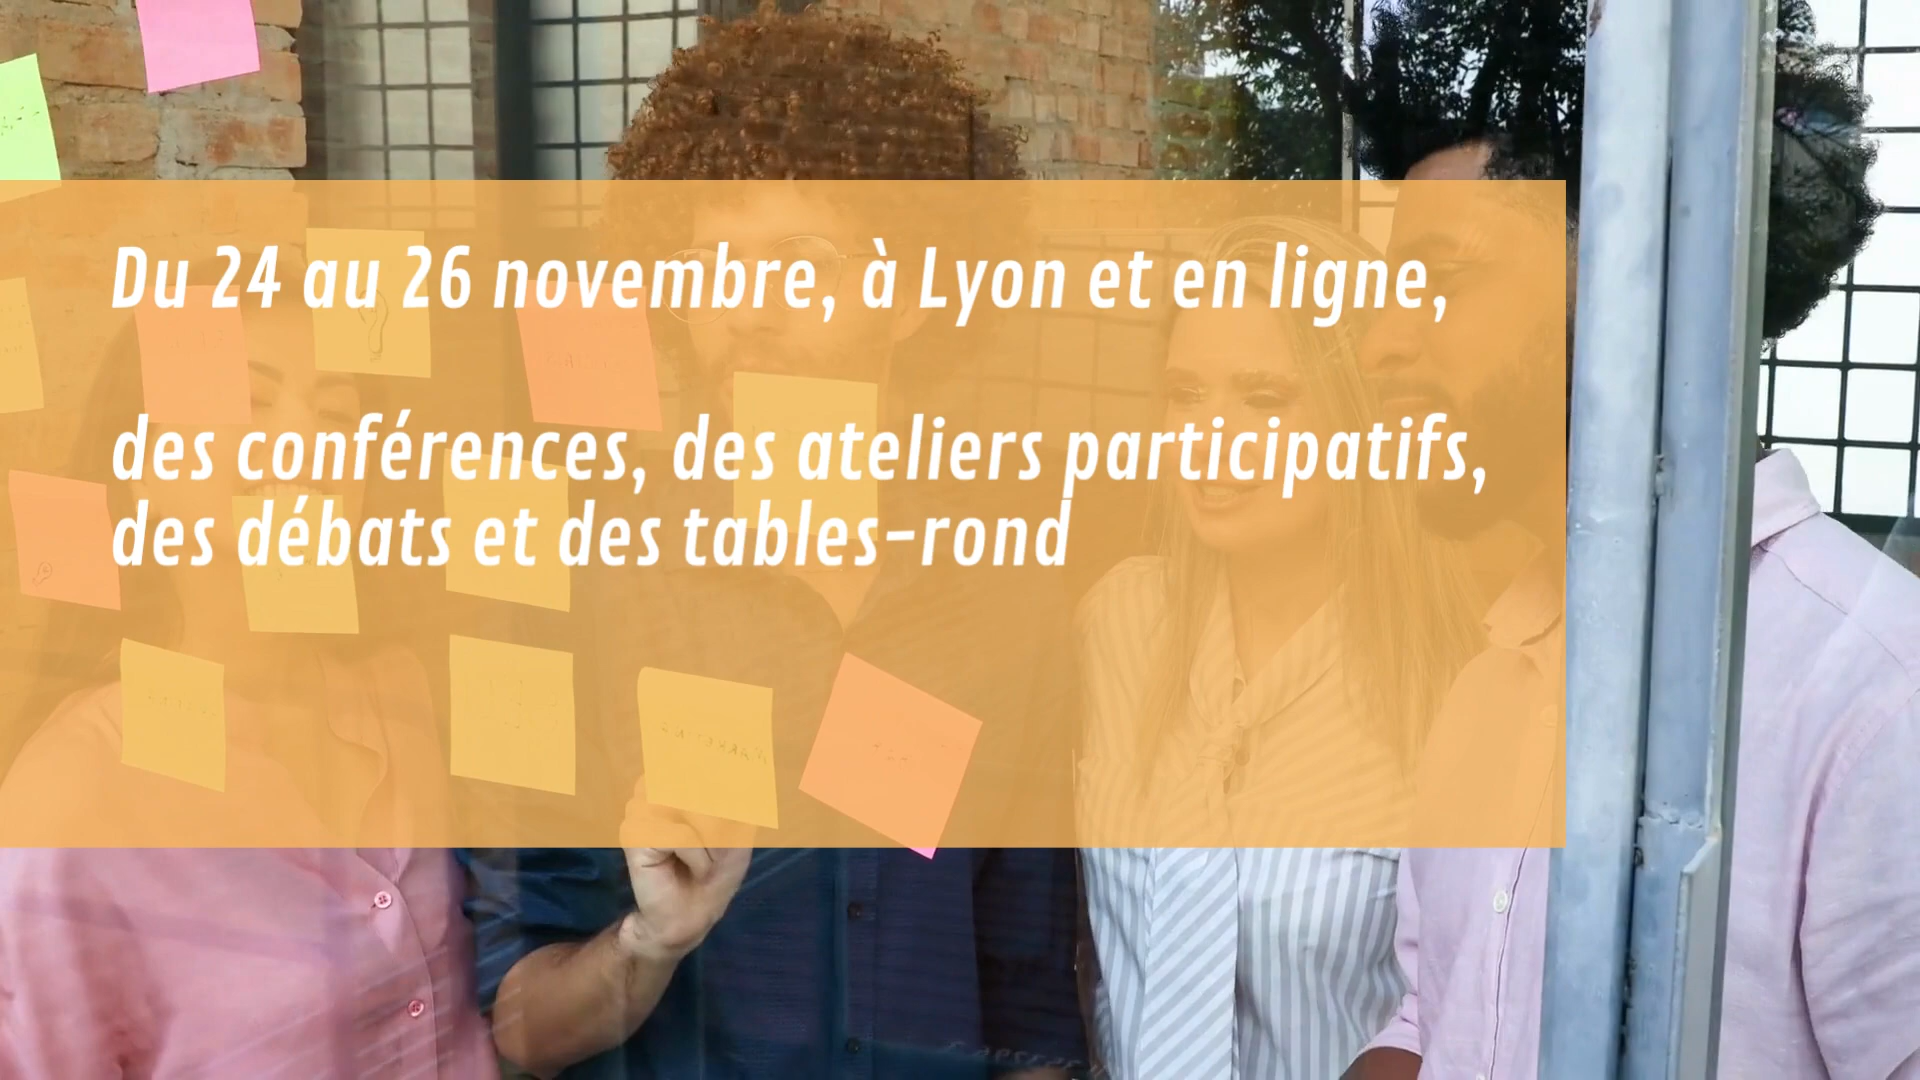 Du 24 au 26 novembre, à Lyon et en ligne,
des conférences, des ateliers participatifs,
des débats et des tables-rond